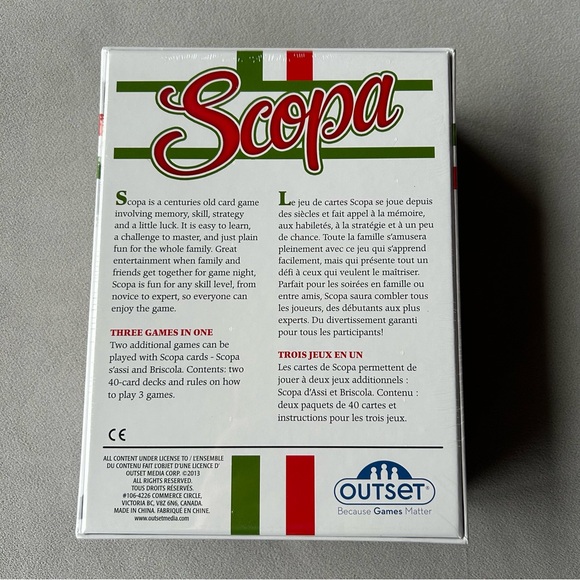 Scopa
Scopa is a centuries old card game
involving memory, skill, strategy
and a little luck. It is easy to learn,
a challenge to master, and just plain
fun for the whole family. Great
entertainment when family and
friends get together for game night,
Scopa is fun for any skill level, from
novice to expert, so everyone can
enjoy the game.
THREE GAMES IN ONE
Two additional games can be
played with Scopa cards - Scopa
s'assi and Briscola. Contents: two
40-card decks and rules on how
to play 3 games.
Le jeu de cartes Scopa se joue depuis
des siècles et fait appel à la mémoire,
aux habiletés, à la stratégie et à un peu
de chance. Toute la famille s'amusera
pleinement avec ce jeu qui s'apprend
facilement, mais qui présente tout un
défi à ceux qui veulent le maîtriser.
Parfait pour les soirées en famille ou
entre amis, Scopa saura combler tous
les joueurs, des débutants aux plus
experts. Du divertissement garanti
pour tous les participants!
TROIS JEUX EN UN
Les cartes de Scopa permettent de
jouer à deux jeux additionnels :
Scopa d'Assi et Briscola. Contenu :
deux paquets de 40 cartes et
instructions pour les trois jeux.
CE
ALL CONTENT UNDER LICENSE TO / L'ENSEMBLE
DU CONTENU FAIT L'OBJET D'UNE LICENCE D'
OUTSET MEDIA CORP. ©2013
ALL RIGHTS RESERVED.
TOUS DROITS RÉSERVÉS.
#106-4226 COMMERCE CIRCLE,
VICTORIA BC, V8Z 6N6, CANADA.
MADE IN CHINA. FABRIQUÉ EN CHINE.
www.outsetmedia.com
OUTSET®
Because Games Matter